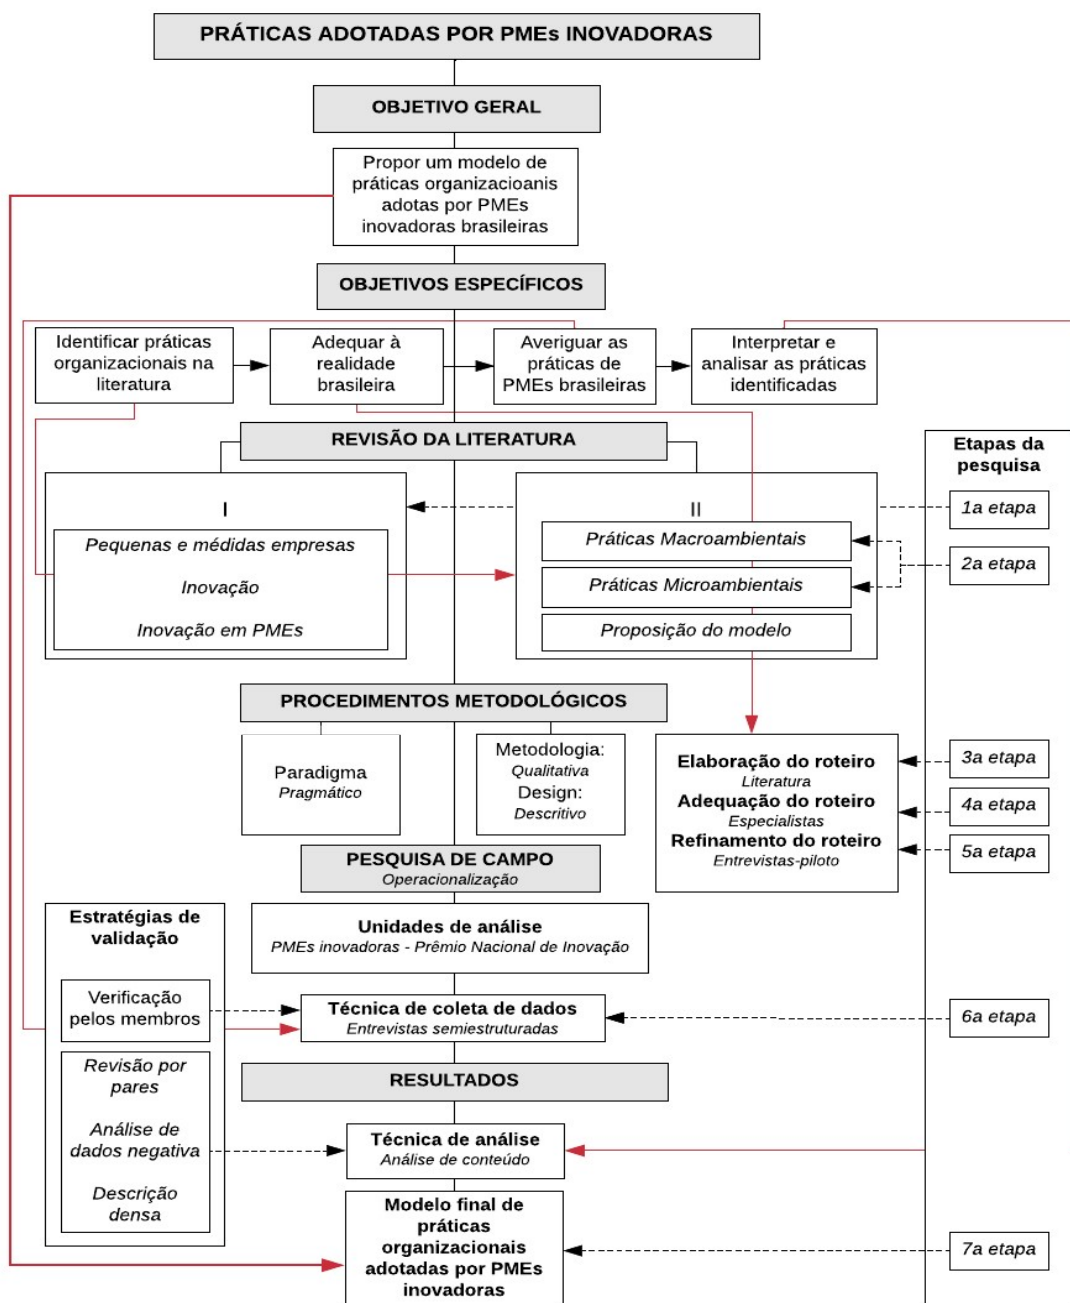 PRÁTICAS ADOTADAS POR PMEs INOVADORAS
OBJETIVO GERAL
Propor um modelo de
práticas organizacioanis
adotas por PMEs
inovadoras brasileiras
OBJETIVOS ESPECÍFICOS
Identificar práticas
organizacionais na
literatura
Adequar à
realidade
brasileira
Averiguar as
práticas de
PMEs brasileiras
Interpretar e
analisar as práticas
identificadas
REVISÃO DA LITERATURA
I
Pequenas e médidas empresas
Inovação
Inovação em PMEs
II
Práticas Macroambientais
Práticas Microambientais
Proposição do modelo
Etapas da
pesquisa
1a etapa
2a etapa
3a etapa
4a etapa
5a etapa
6a etapa
7a etapa
PROCEDIMENTOS METODOLÓGICOS
Paradigma
Pragmático
Metodologia:
Qualitativa
Design:
Descritivo
Elaboração do roteiro
Literatura
Adequação do roteiro
Especialistas
Refinamento do roteiro
Entrevistas-piloto
PESQUISA DE CAMPO
Operacionalização
Unidades de análise
PMEs inovadoras - Prêmio Nacional de Inovação
Estratégias de
validação
Verificação
pelos membros
Revisão por
pares
Análise de
dados negativa
Descrição
densa
Técnica de coleta de dados
Entrevistas semiestruturadas
RESULTADOS
Técnica de análise
Análise de conteúdo
Modelo final de
práticas
organizacionais
adotadas por PMEs
inovadoras